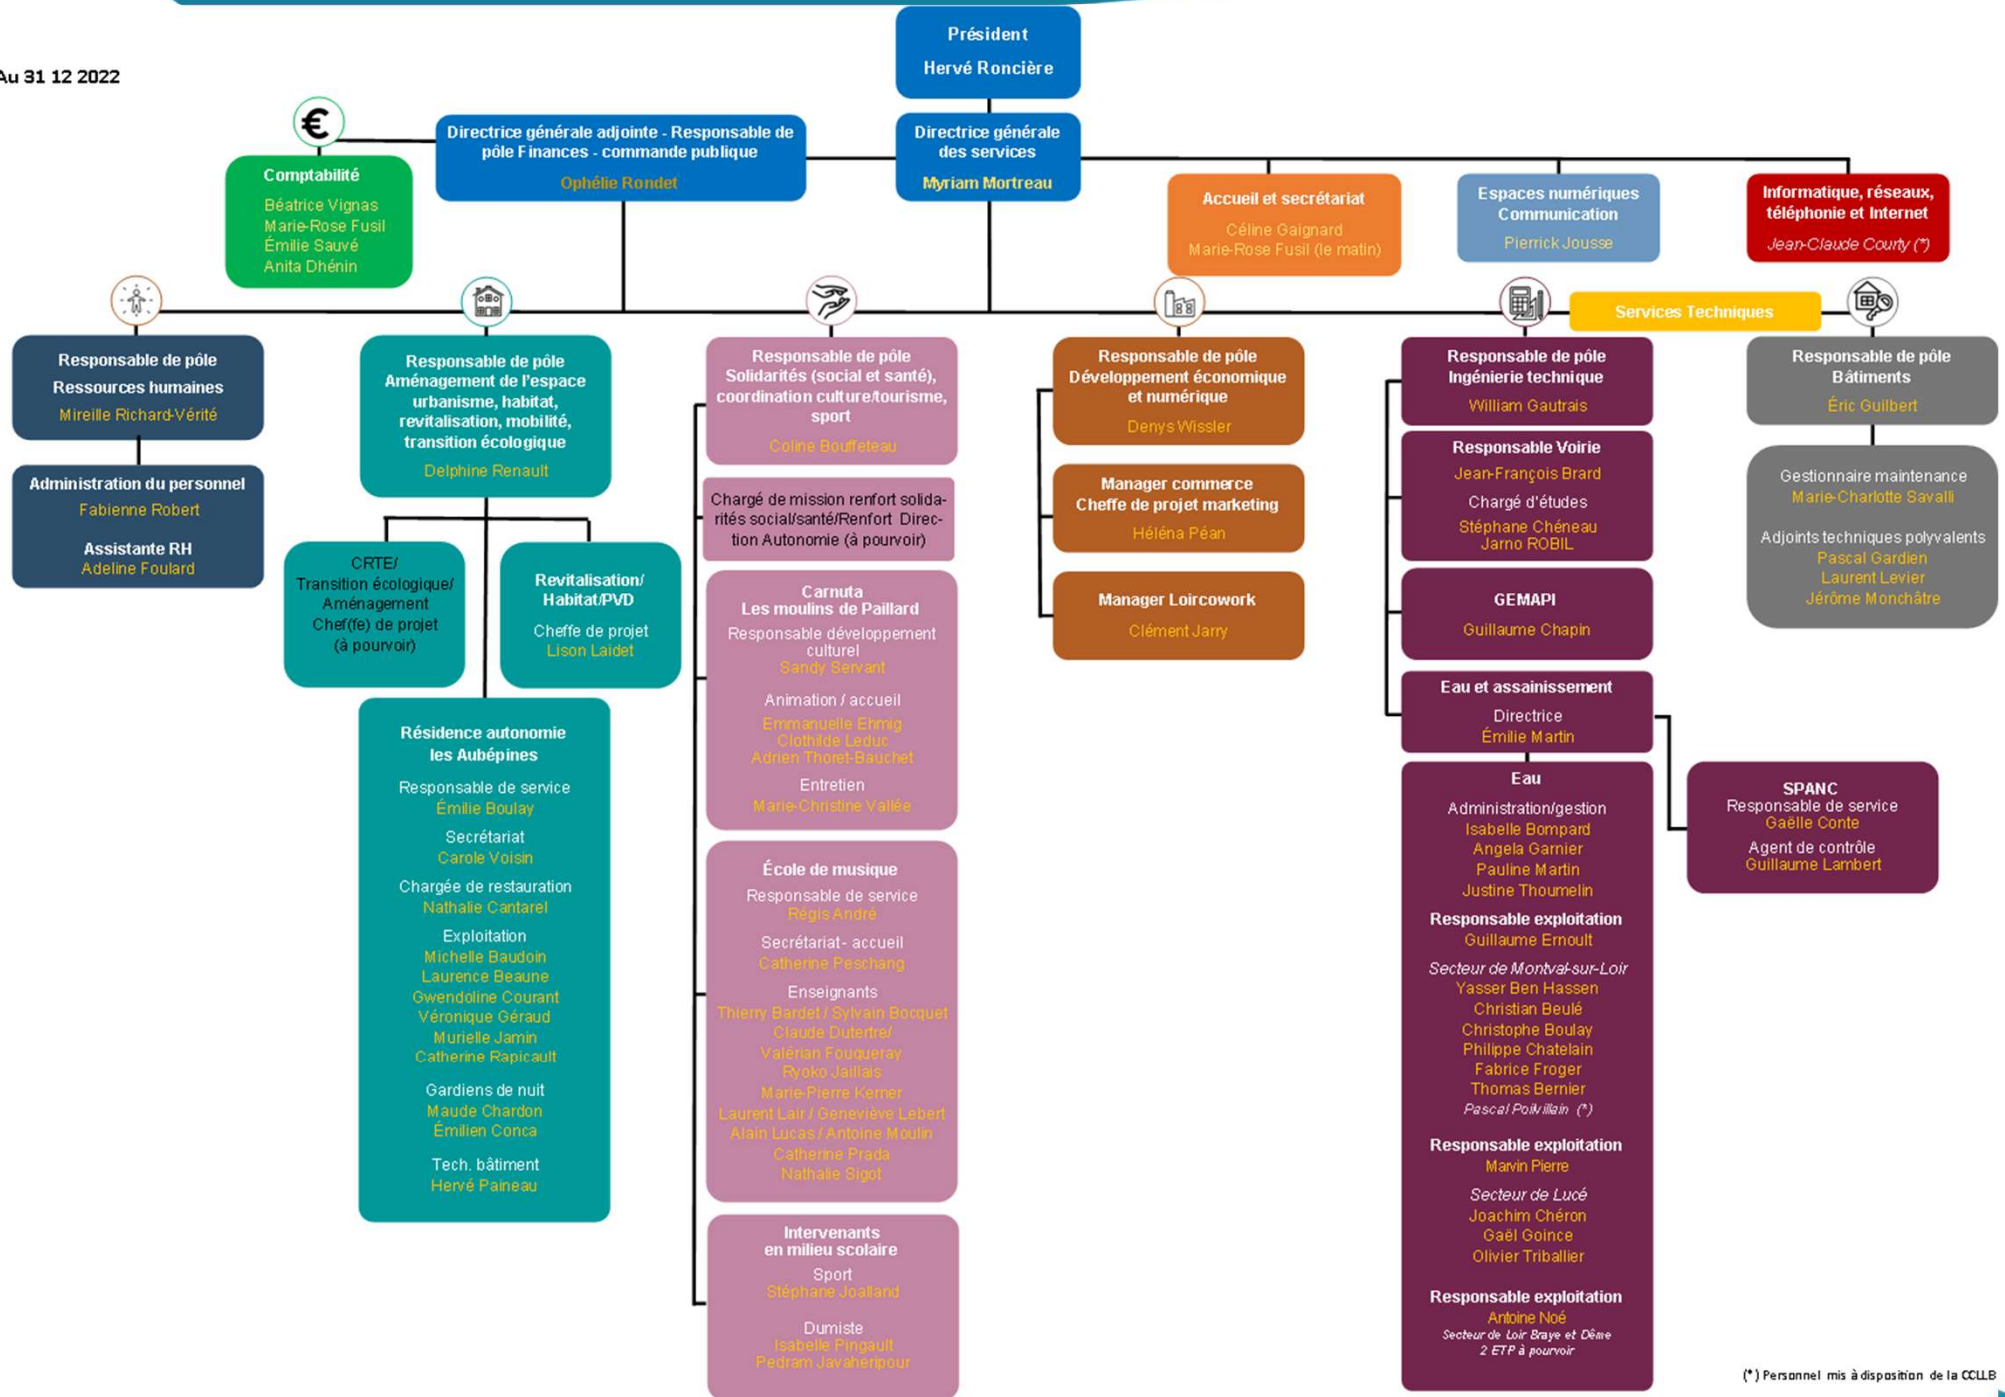 Au 31 12 2022
Président
Hervé Roncière
€
Directrice générale adjointe - Responsable de
pôle Finances - commande publique
Ophélie Rondet
Directrice générale
des services
Myriam Mortreau
Comptabilité
Béatrice Vignas
Marie-Rose Fusil
Émilie Sauvé
Anita Dhénin
Accueil et secrétariat
Céline Gaignard
Marie-Rose Fusil (le matin)
Espaces numériques
Communication
Pierrick Jousse
Informatique, réseaux,
téléphonie et Internet
Jean-Claude Courty (*)
Services Techniques
Responsable de pôle
Ressources humaines
Mireille Richard-Vérité
Administration du personnel
Fabienne Robert
Assistante RH
Adeline Foulard
Responsable de pôle
Aménagement de l'espace
urbanisme, habitat,
revitalisation, mobilité,
transition écologique
Delphine Renault
CRTE/
Transition écologique/
Aménagement
Chef(fe) de projet
(à pourvoir)
Revitalisation/
Habitat/PVD
Cheffe de projet
Lison Laidet
Résidence autonomie
les Aubépines
Responsable de service
Émilie Boulay
Secrétariat
Carole Voisin
Chargée de restauration
Nathalie Cantarel
Exploitation
Michelle Baudoin
Laurence Beaune
Gwendoline Courant
Véronique Géraud
Murielle Jamin
Catherine Rapicault
Gardiens de nuit
Maude Chardon
Émilien Conca
Tech. bâtiment
Hervé Paineau
Responsable de pôle
Solidarités (social et santé),
coordination culture/tourisme,
sport
Coline Bouffeteau
Chargé de mission renfort solida-
rités social/santé/Renfort Direc-
tion Autonomie (à pourvoir)
Carnuta
Les moulins de Paillard
Responsable développement
culturel
Sandy Servant
Animation / accueil
Emmanuelle Ehmig
Clothilde Leduc
Adrien Thoret-Bauchet
Entretien
Marie-Christine Vallée
École de musique
Responsable de service
Régis André
Secrétariat- accueil
Catherine Peschang
Enseignants
Thierry Bardet / Sylvain Bocquet
Claude Dutertre/
Valérian Fouqueray
Ryoko Jaillais
Marie-Pierre Kerner
Laurent Lair / Geneviève Lebert
Alain Lucas / Antoine Moulin
Catherine Prada
Nathalie Sigot
Intervenants
en milieu scolaire
Sport
Stéphane Joalland
Dumiste
Isabelle Pingault
Pedram Javaheripour
Responsable de pôle
Développement économique
et numérique
Denys Wissler
Manager commerce
Cheffe de projet marketing
Héléna Péan
Manager Loircowork
Clément Jarry
Responsable de pôle
Ingénierie technique
William Gautrais
Responsable Voirie
Jean-François Brard
Chargé d'études
Stéphane Chéneau
Jarno ROBIL
GEMAPI
Guillaume Chapin
Eau et assainissement
Directrice
Émilie Martin
Eau
Administration/gestion
Isabelle Bompard
Angela Garnier
Pauline Martin
Justine Thoumelin
Responsable exploitation
Guillaume Ernoult
Secteur de Montval-sur-Loir
Yasser Ben Hassen
Christian Beulé
Christophe Boulay
Philippe Chatelain
Fabrice Froger
Thomas Bernier
Pascal Poilvillain (*)
Responsable exploitation
Marvin Pierre
Secteur de Lucé
Joachim Chéron
Gaël Goince
Olivier Triballier
Responsable exploitation
Antoine Noé
Secteur de Loir Braye et Dême
2 ETP à pourvoir
SPANC
Responsable de service
Gaëlle Conte
Agent de contrôle
Guillaume Lambert
Responsable de pôle
Bâtiments
Éric Guilbert
Gestionnaire maintenance
Marie-Charlotte Savalli
Adjoints techniques polyvalents
Pascal Gardien
Laurent Levier
Jérôme Monchâtre
(*) Personnel mis à disposition de la CCLLB